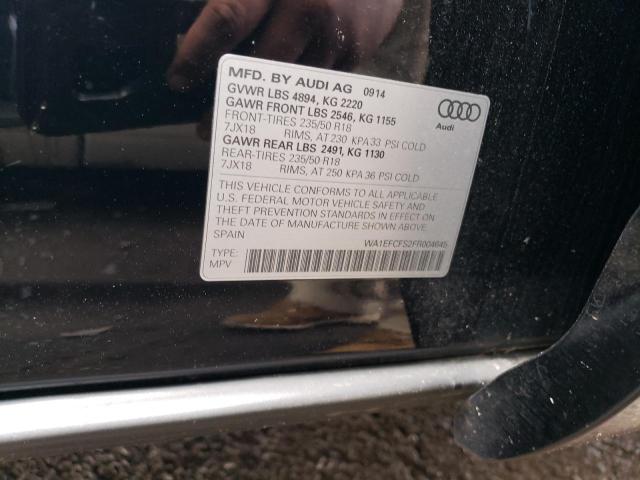 MFD. BY AUDI AG 0914
GVWR LBS 4894, KG 2220
GAWR FRONT LBS 2546, KG 1155
FRONT-TIRES 235/50 R18
7JX18 RIMS, AT 230 KPA 33 PSI COLD
GAWR REAR LBS 2491, KG 1130
REAR-TIRES 235/50 R18
7JX18 RIMS, AT 250 KPA 36 PSI COLD
Audi
THIS VEHICLE CONFORMS TO ALL APPLICABLE
U.S. FEDERAL MOTOR VEHICLE SAFETY AND
THEFT PREVENTION STANDARDS IN EFFECT ON
THE DATE OF MANUFACTURE SHOWN ABOVE.
SPAIN
WA1EFCFS2FR004645
TYPE:
MPV